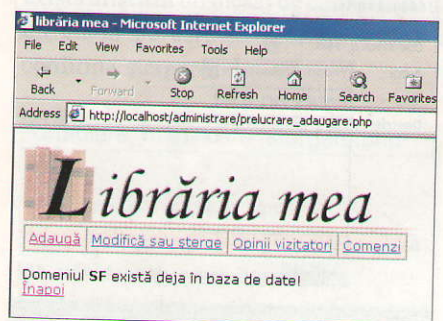 librăria mea - Microsoft Internet Explorer
File Edit View Favorites Tools Help
Back Forward Stop Refresh Home Search Favorites
Address http://localhost/administrare/prelucrare_adaugare.php
Librăria mea
Adaugă Modifică sau șterge Opinii vizitatori Comenzi
Domeniul SF există deja în baza de date!
Înapoi